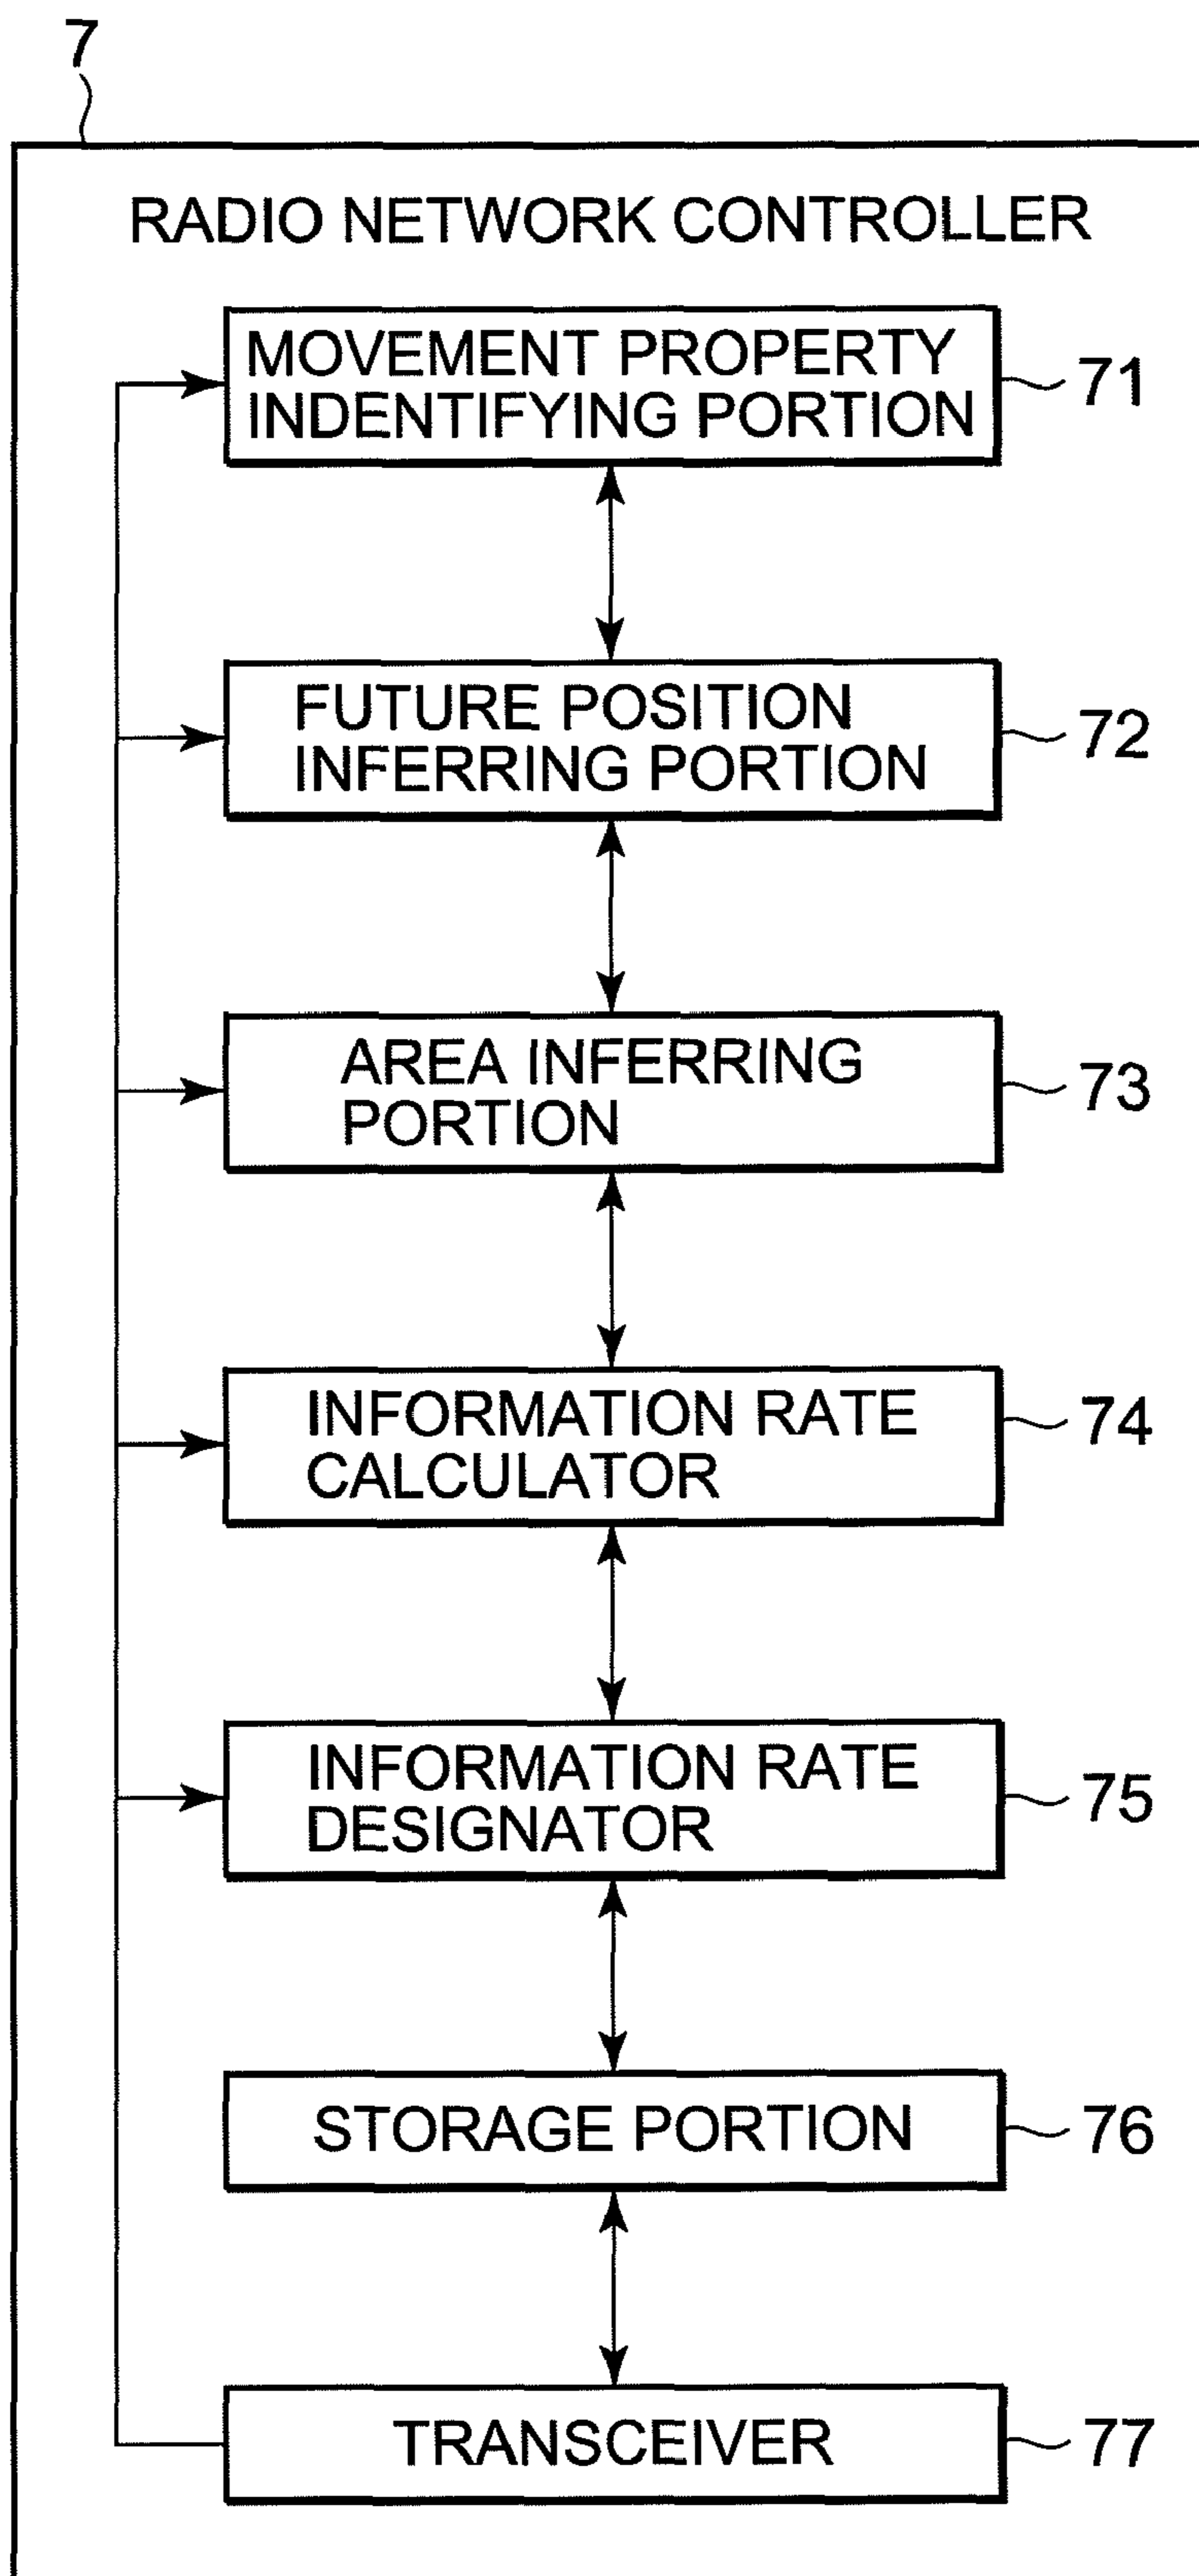 7
RADIO NETWORK CONTROLLER
MOVEMENT PROPERTY
INDENTIFYING PORTION
71
FUTURE POSITION
INFERRING PORTION
72
AREA INFERRING
PORTION
73
INFORMATION RATE
CALCULATOR
74
INFORMATION RATE
DESIGNATOR
75
STORAGE PORTION
76
TRANSCEIVER
77